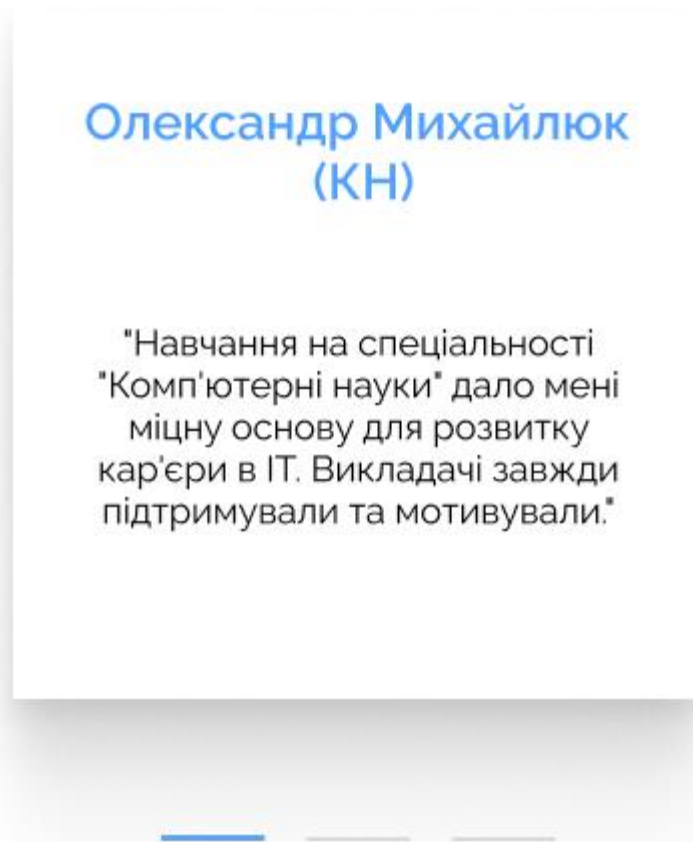 Олександр Михайлюк
(КН)
"Навчання на спеціальності
"Комп'ютерні науки" дало мені
міцну основу для розвитку
кар'єри в ІТ. Викладачі завжди
підтримували та мотивували."